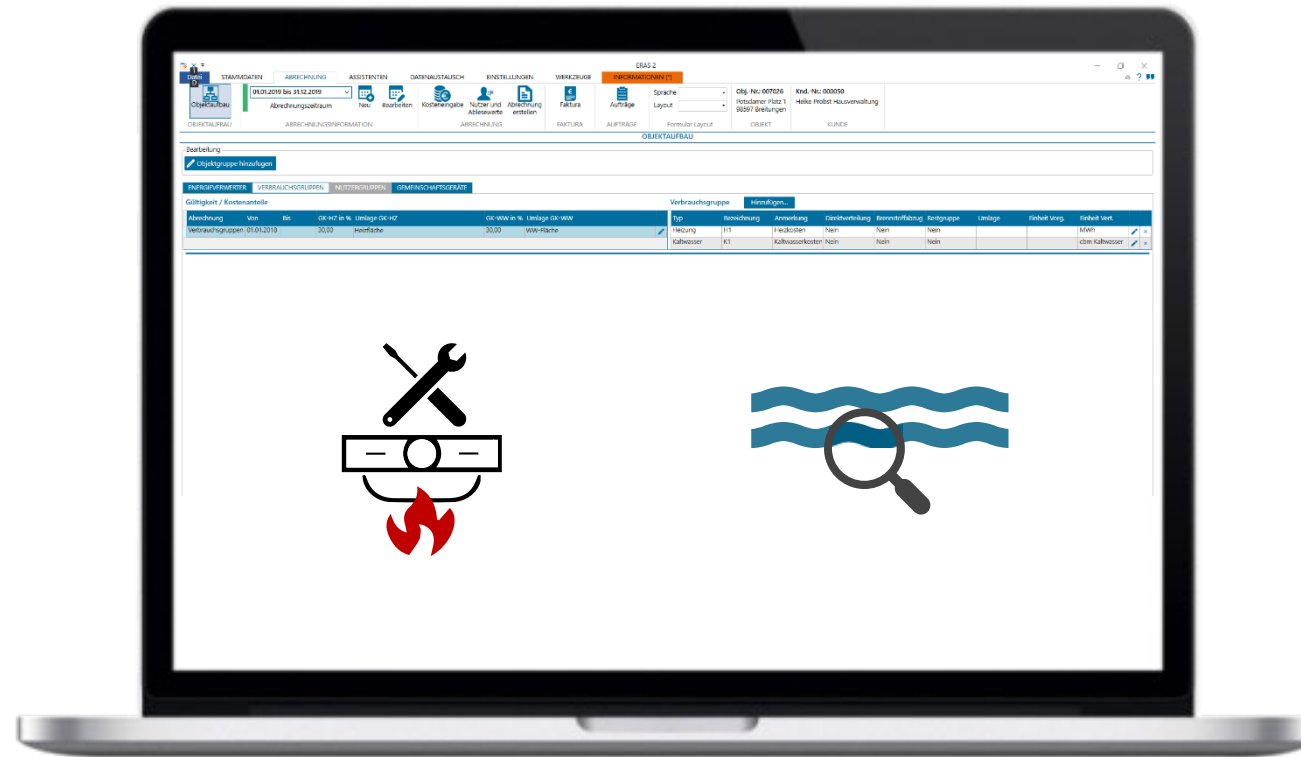 ERAS 2
Datei STAMMDATEN ABRECHNUNG ASSISTENTEN DATENAUSTAUSCH EINSTELLUNGEN WERKZEUGE INFORMATIONEN (*)
01.01.2019 bis 31.12.2019 Sprache Obj.-Nr.: 007026 Knd.-Nr.: 000050
Objektaufbau Abrechnungszeitraum Neu Bearbeiten Kosteneingabe Nutzer und Ablesewerte Abrechnung erstellen Faktura Aufträge Layout Potsdamer Platz 1 Heike Probst Hausverwaltung
98597 Breitungen
OBJEKTAUFBAU ABRECHNUNGSINFORMATION ABRECHNUNG FAKTURA AUFTRÄGE Formular Layout OBJEKT KUNDE
OBJEKTAUFBAU
Bearbeitung
Objektgruppe hinzufügen
ENERGIEVERWERTER VERBRAUCHSGRUPPEN NUTZERGRUPPEN GEMEINSCHAFTSGERÄTE
Gültigkeit / Kostenanteile Verbrauchsgruppe Hinzufügen...
Abrechnung Von Bis GK-HZ in % Umlage GK-HZ GK-WW in % Umlage GK-WW Typ Bezeichnung Anmerkung Direktverteilung Brennstoffabzug Restgruppe Umlage Einheit Vorg. Einheit Vert.
Verbrauchsgruppen 01.01.2018 30,00 Heizfläche 30,00 WW-Fläche Heizung H1 Heizkosten Nein Nein Nein MWh
Kaltwasser K1 Kaltwasserkosten Nein Nein Nein cbm Kaltwasser